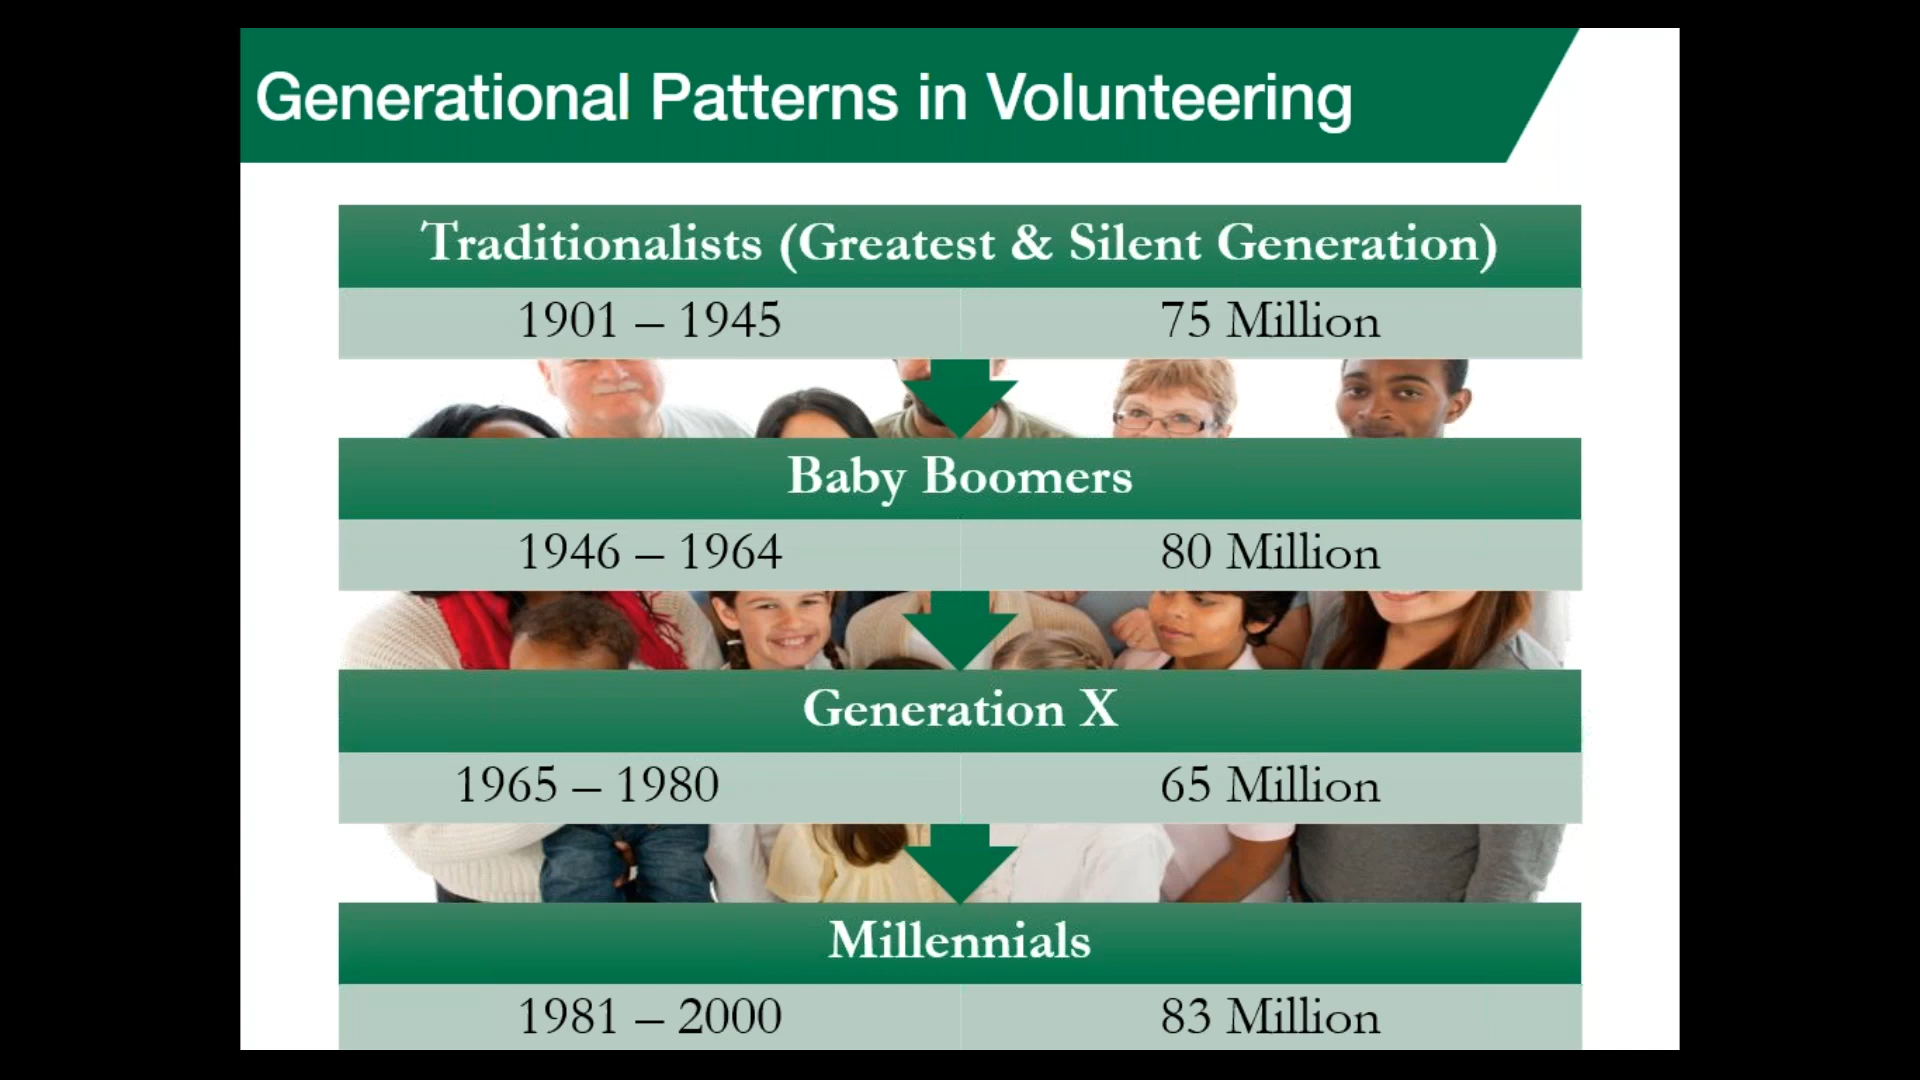 Generational Patterns in Volunteering
Traditionalists (Greatest & Silent Generation)
1901 – 1945 75 Million
Baby Boomers
1946 – 1964 80 Million
Generation X
1965 – 1980 65 Million
Millennials
1981 – 2000 83 Million